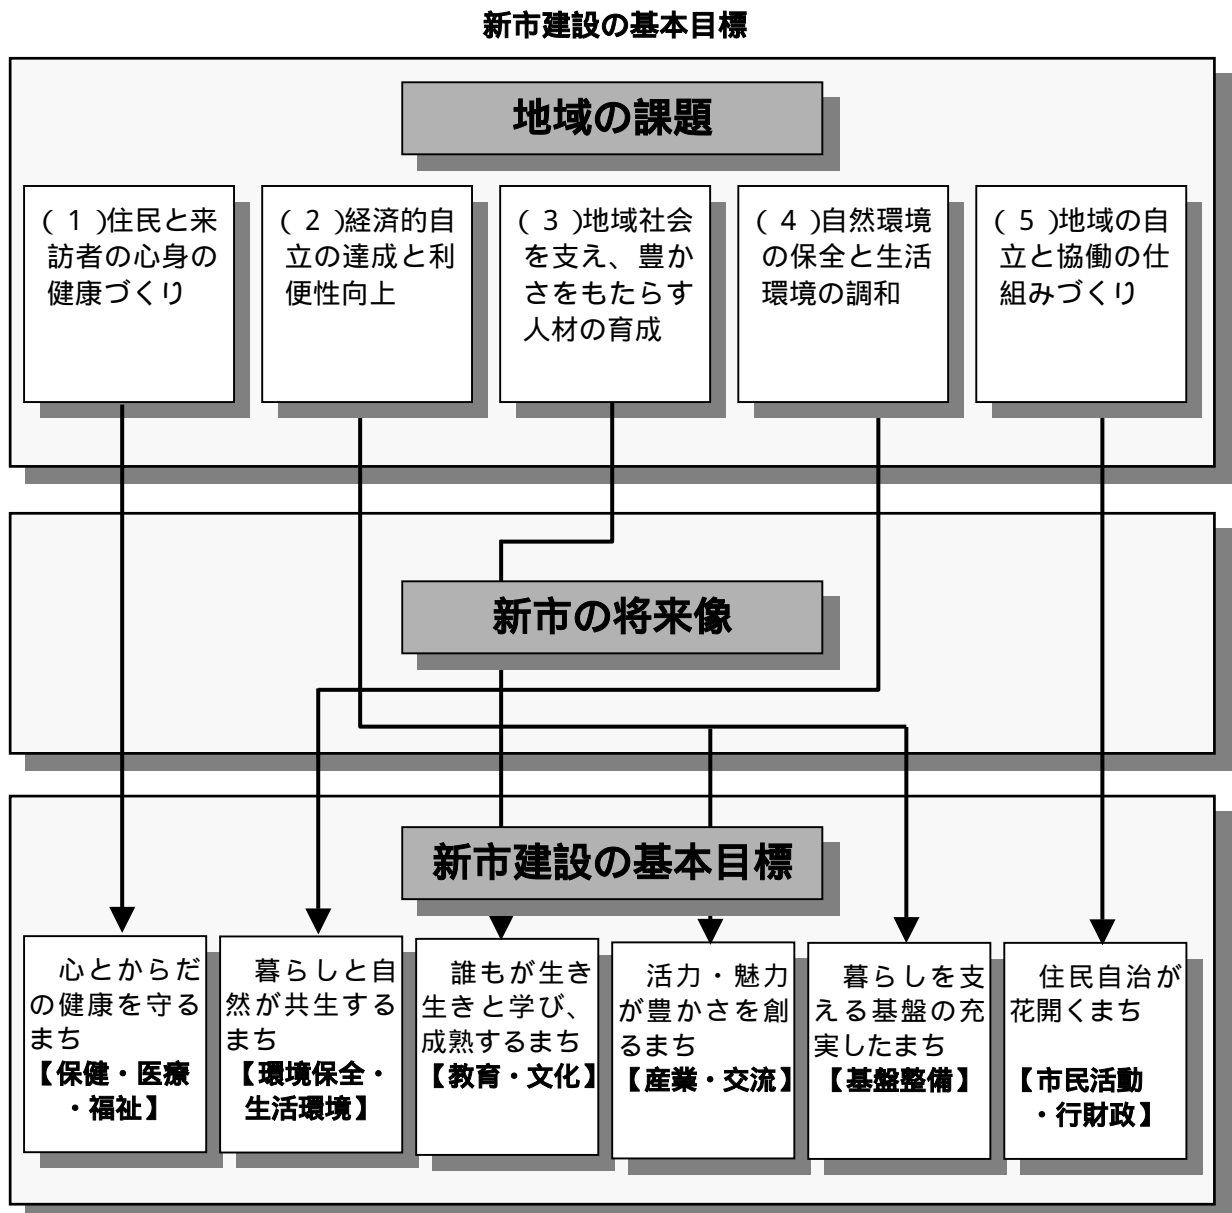 新市建設の基本目標
地域の課題
(1)住民と来
訪者の心身の
健康づくり
(2)経済的自
立の達成と利
便性向上
(3)地域社会
を支え、豊か
さをもたらす
人材の育成
(4)自然環境
の保全と生活
環境の調和
(5)地域の自
立と協働の仕
組みづくり
新市の将来像
新市建設の基本目標
心とからだ
の健康を守る
まち
【保健・医療
・福祉】
暮らしと自
然が共生する
まち
【環境保全・
生活環境】
誰もが生き
生きと学び、
成熟するまち
【教育・文化】
活力・魅力
が豊かさを創
るまち
【産業・交流】
暮らしを支
える基盤の充
実したまち
【基盤整備】
住民自治が
花開くまち
【市民活動
・行財政】